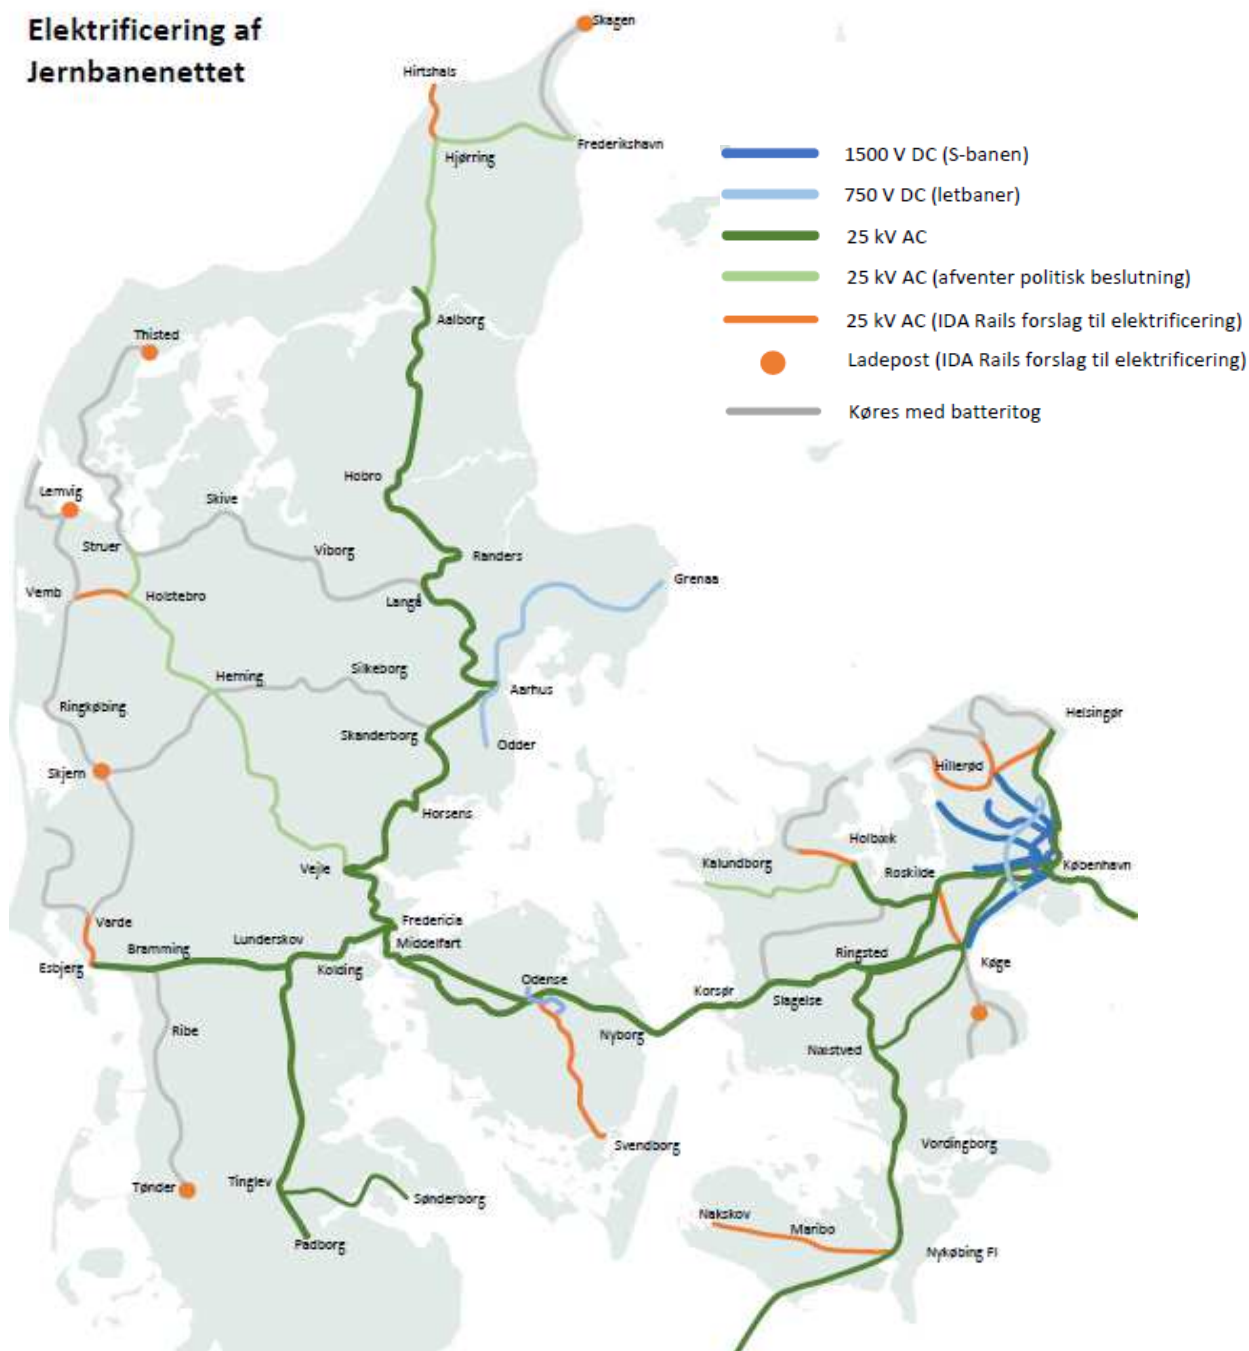 Elektrificering af
Jernbanenettet
Skagen
Hirtshals
Frederikshavn
Hjørring
1500 V DC (S-banen)
750 V DC (letbaner)
25 kV AC
25 kV AC (afventer politisk beslutning)
25 kV AC (IDA Rails forslag til elektrificering)
Ladepost (IDA Rails forslag til elektrificering)
Køres med batteritog
Aalborg
Thisted
Hobro
Lemvig
Skive
Struer
Viborg
Randers
Grenaa
Vemb
Holstebro
Langå
Herning
Silkeborg
Aarhus
Ringkøbing
Skanderborg
Odder
Helsingør
Skjern
Hillerød
Horsens
Holbæk
Vejle
Kalundborg
Roskilde
København
Varde
Fredericia
Bramming
Lunderskov
Middelfart
Ringsted
Esbjerg
Kolding
Køge
Odense
Korsør
Slagelse
Ribe
Nyborg
Næstved
Svendborg
Vordingborg
Tønder
Tinglev
Sønderborg
Nakskov
Maribo
Padborg
Nykøbing Fl